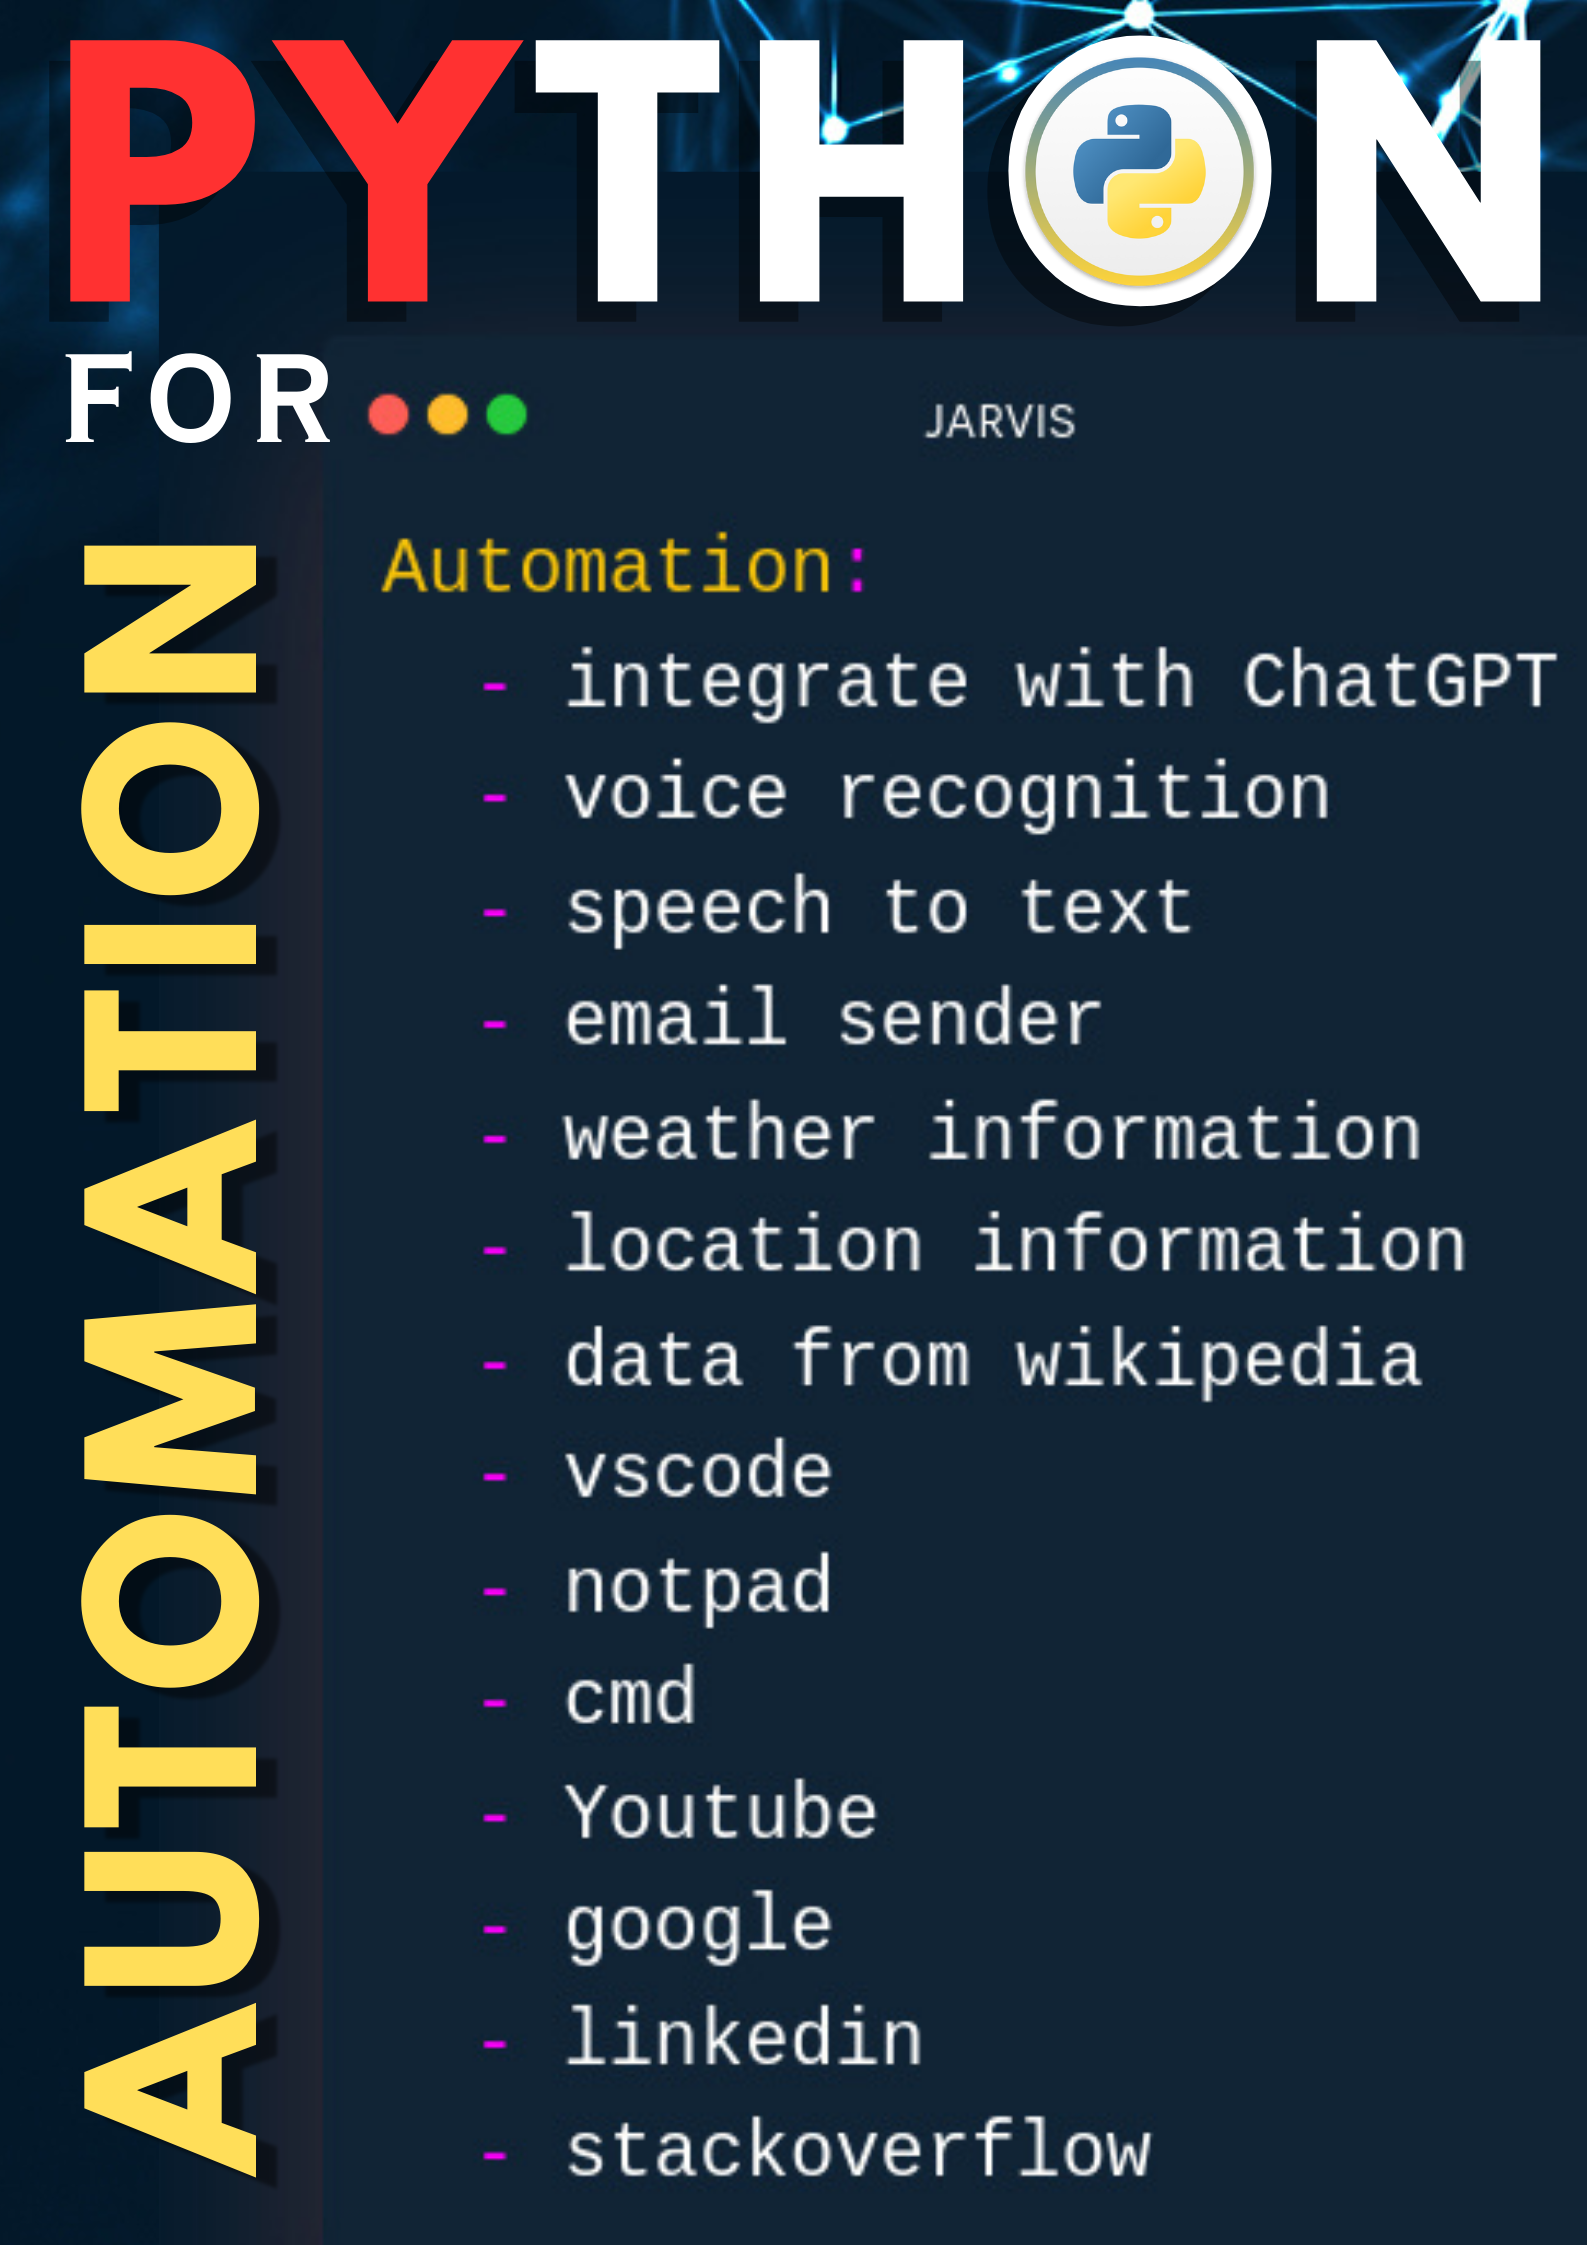 PYTHON
FOR
AUTOMATION
JARVIS
Automation:
- integrate with ChatGPT
- voice recognition
- speech to text
- email sender
- weather information
- location information
- data from wikipedia
- vscode
- notpad
- cmd
- Youtube
- google
- linkedin
- stackoverflow